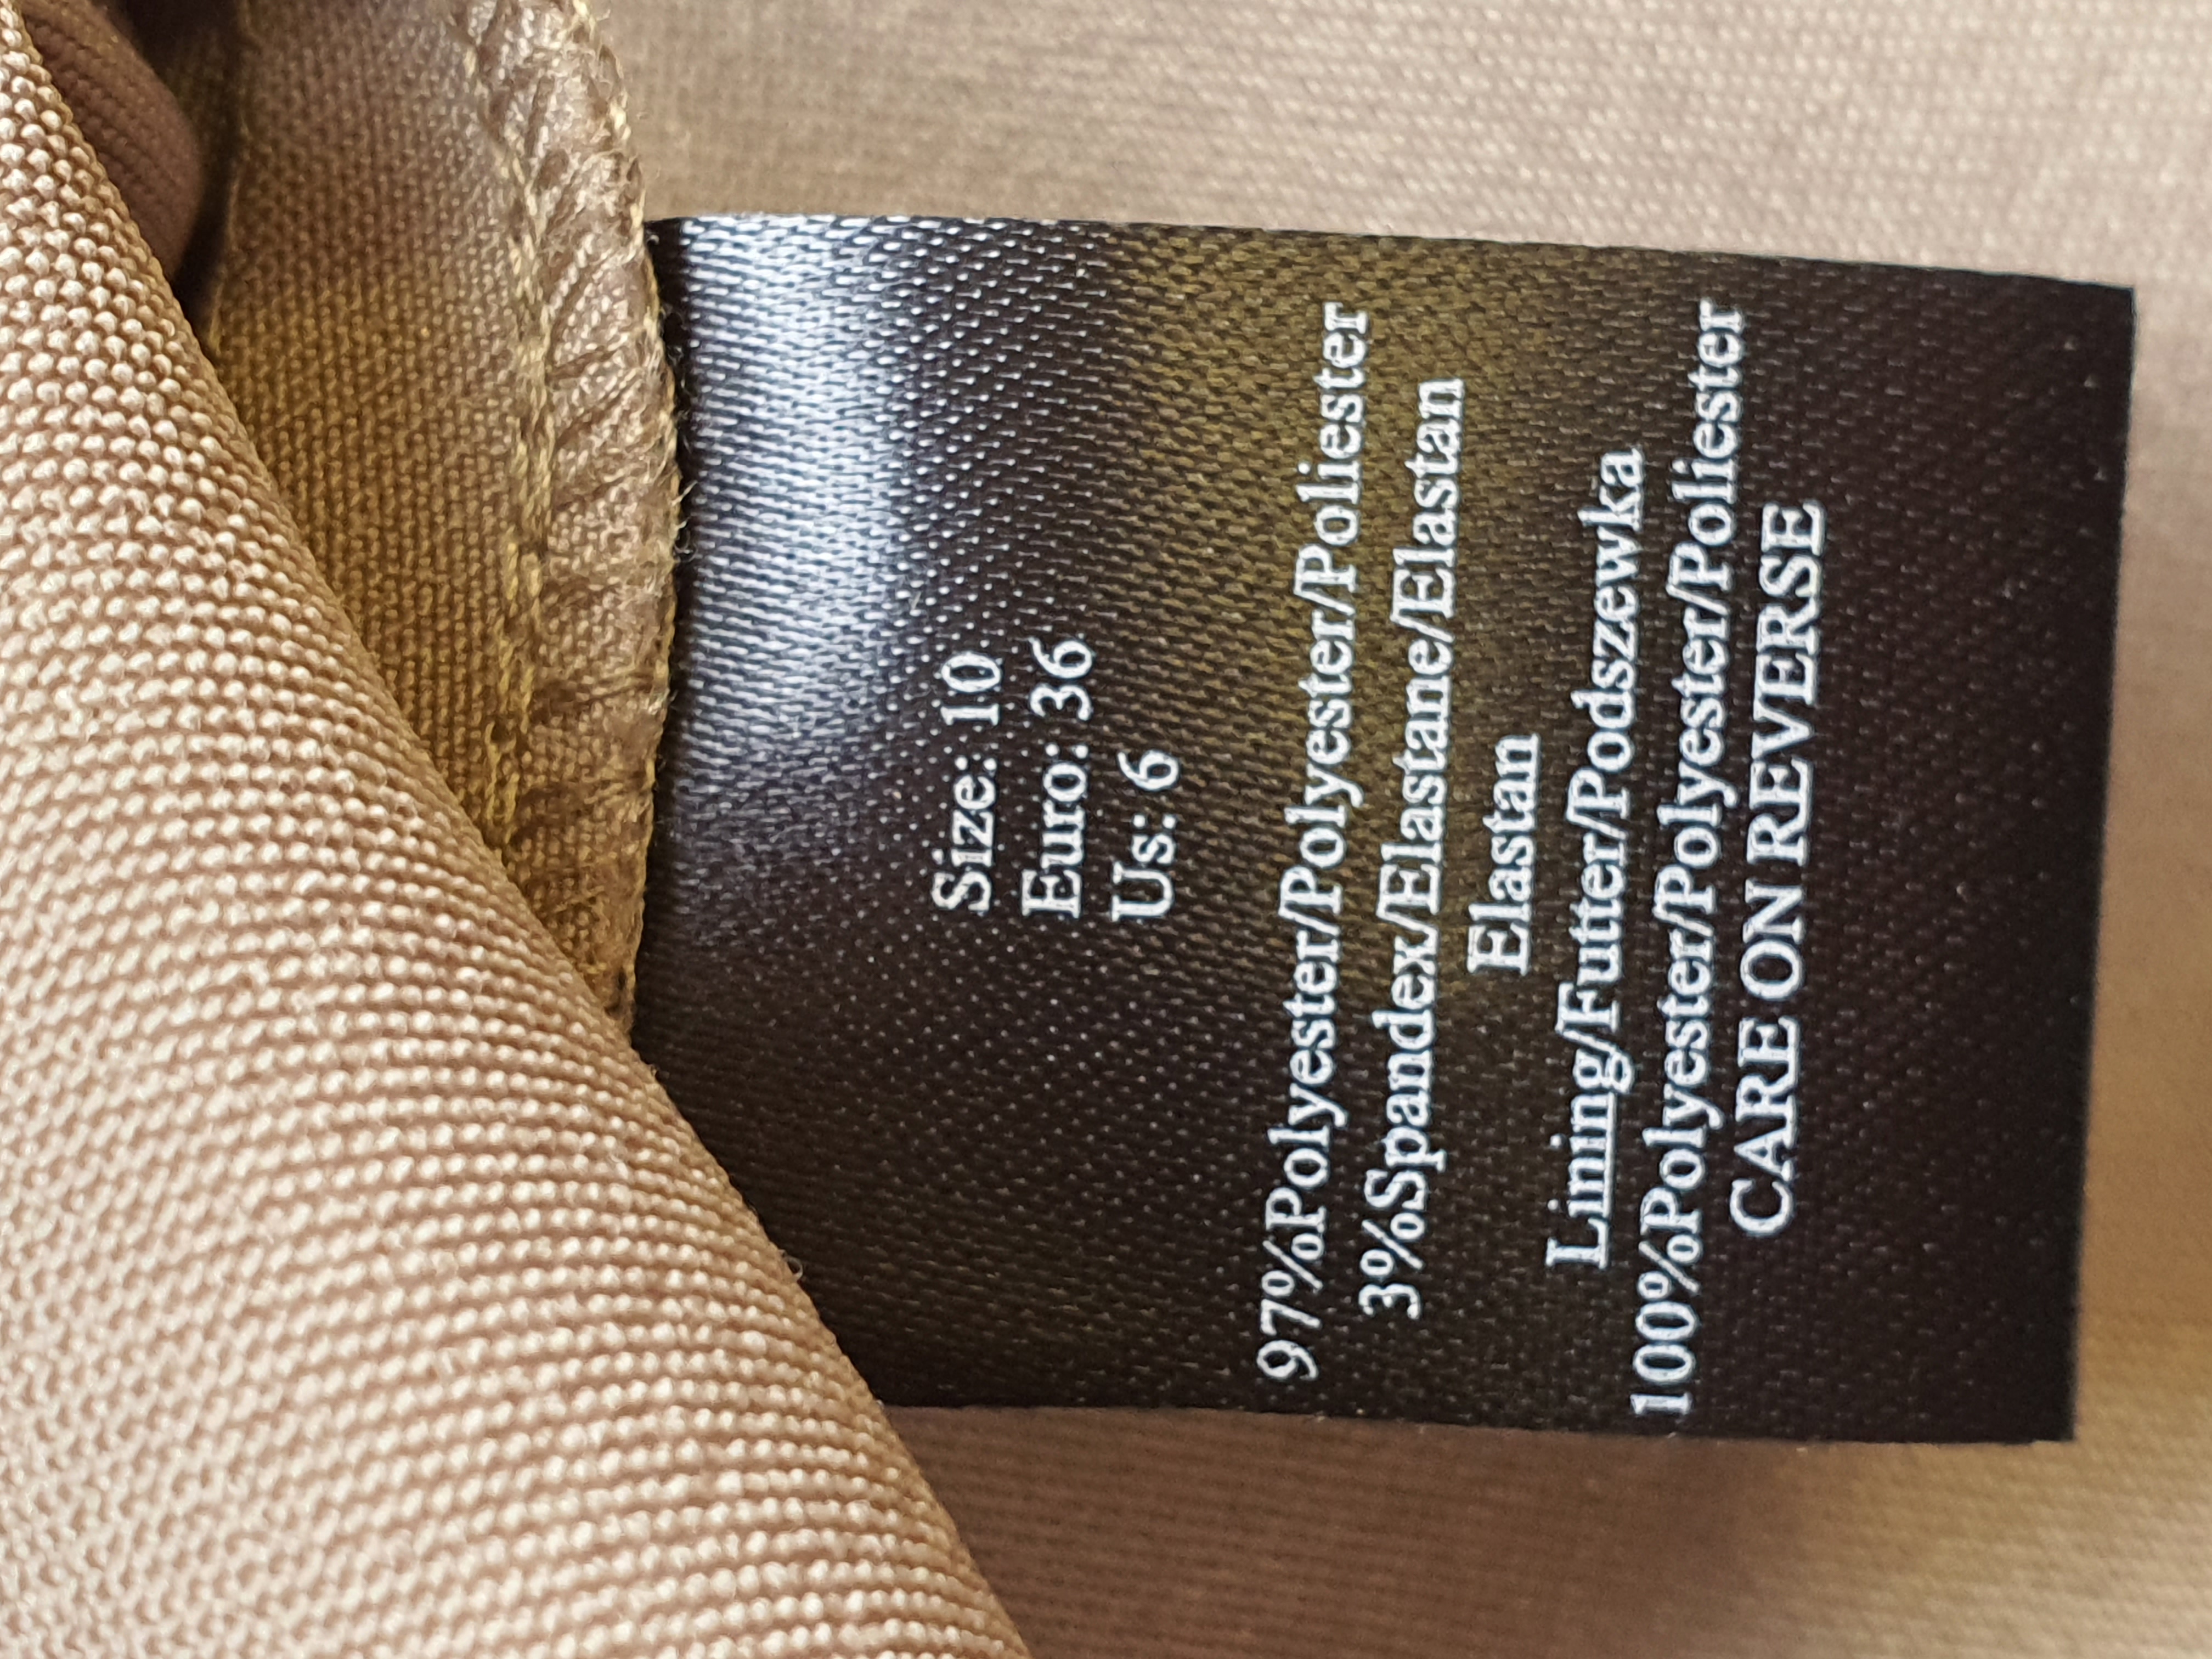 Size: 10
Euro: 36
Us: 6
97%Polyester/Polyester/Poliester
3%Spandex/Elastane/Elastan
Elastan
Lining/Futter/Podszewka
100%Polyester/Polyester/Poliester
CARE ON REVERSE